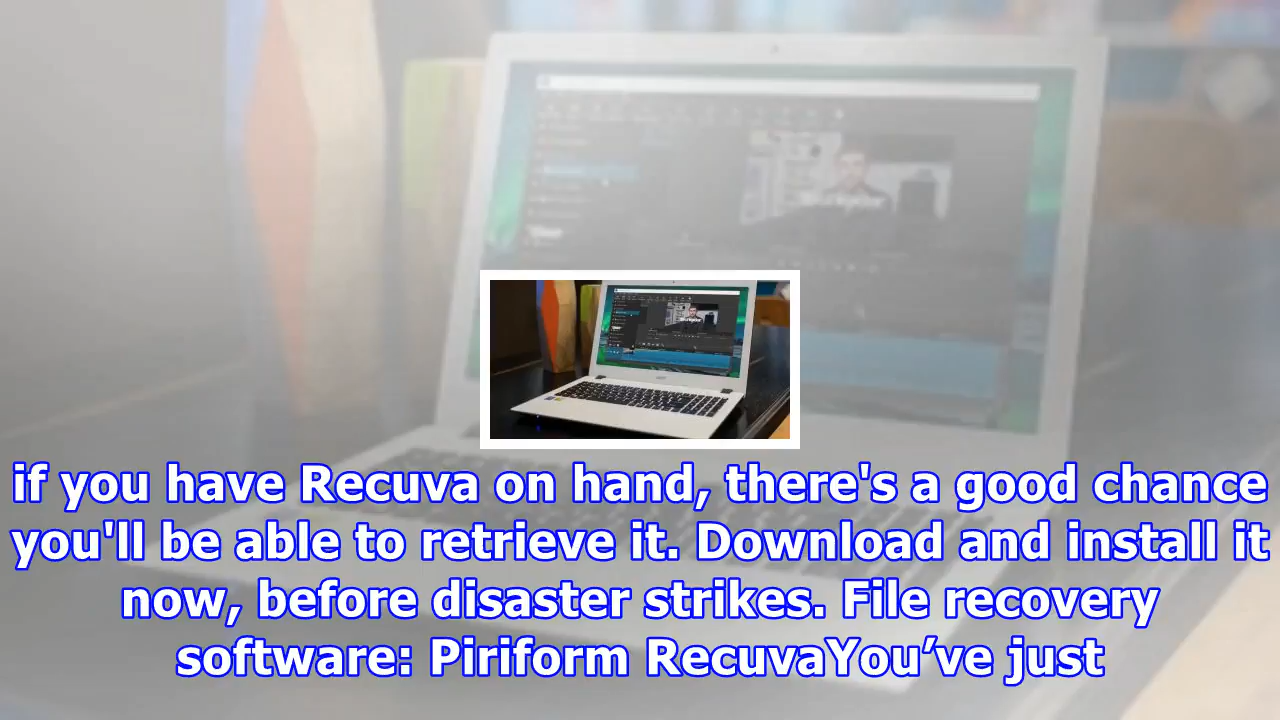 if you have Recuva on hand, there's a good chance
you'll be able to retrieve it. Download and install it
now, before disaster strikes. File recovery
software: Piriform RecuvaYou’ve just